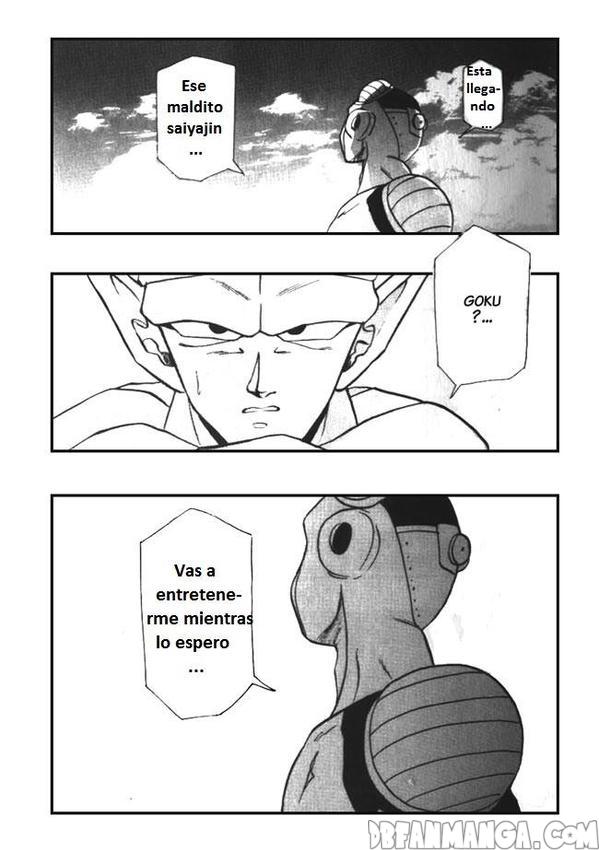 Ese
maldito
saiyajin
...
Esta
llega-
ndo
...
GOKU
?...
Vas a
entretene-
rme mientras
lo espero
...
DBFANMANGA.COM